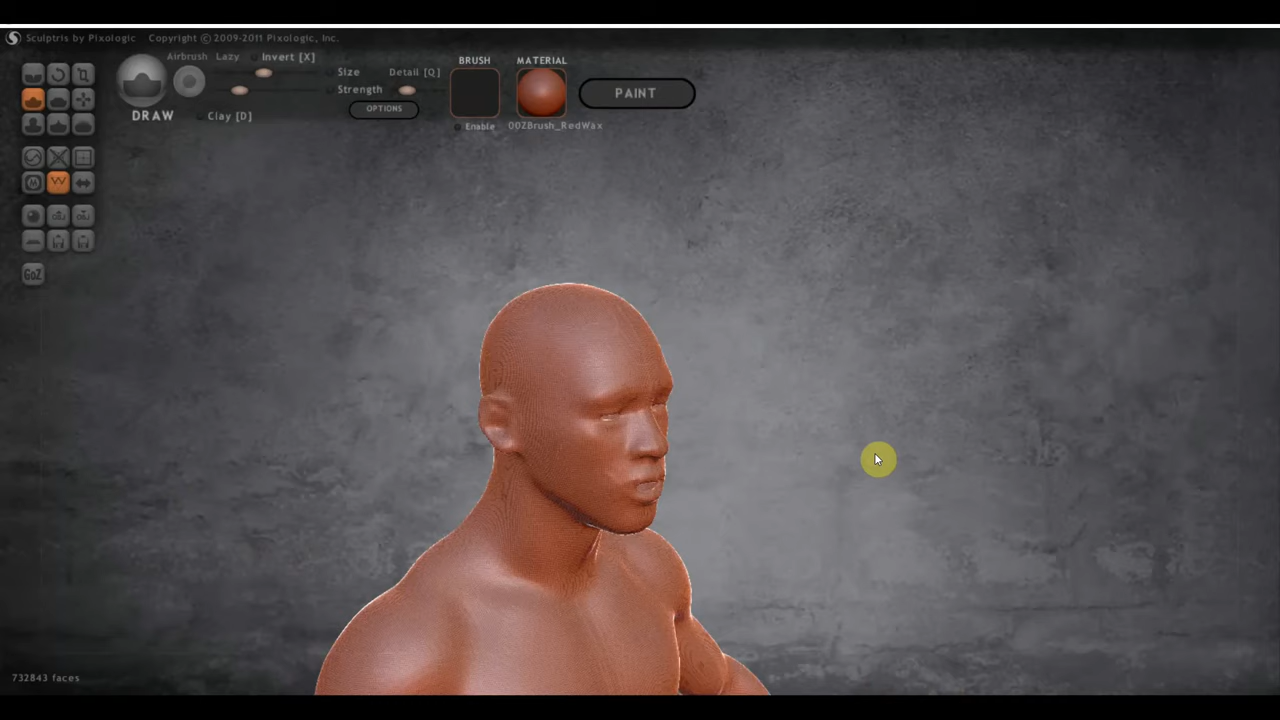 Sculptris by Pixologic Copyright © 2009-2011 Pixologic, Inc.
Airbrush Lazy Invert [X]
Size Detail [Q]
Strength
OPTIONS
DRAW
Clay [D]
BRUSH
Enable
MATERIAL
00ZBrush_RedWax
PAINT
GoZ
732843 faces